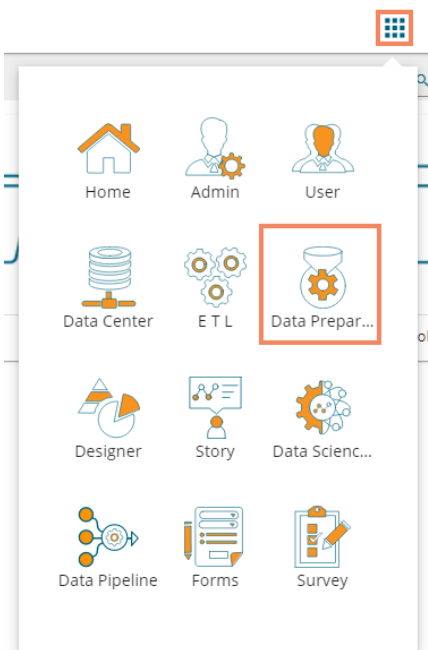 Home Admin User
Data Center E T L Data Prepar...
Designer Story Data Scienc...
Data Pipeline Forms Survey